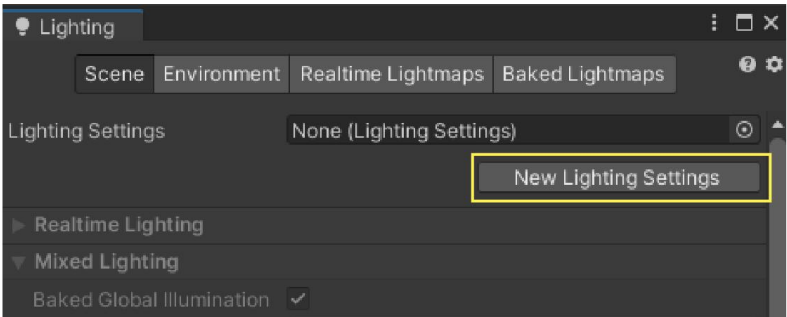 Lighting
Scene Environment Realtime Lightmaps Baked Lightmaps
Lighting Settings None (Lighting Settings)
New Lighting Settings
Realtime Lighting
Mixed Lighting
Baked Global Illumination